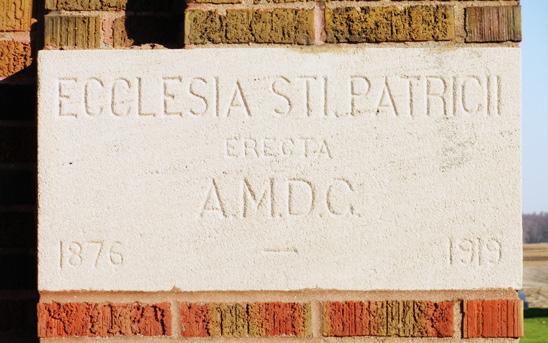 ECCLESIA STI. PATRICII
ERECTA
A.M.D.G.
1876 — 1919